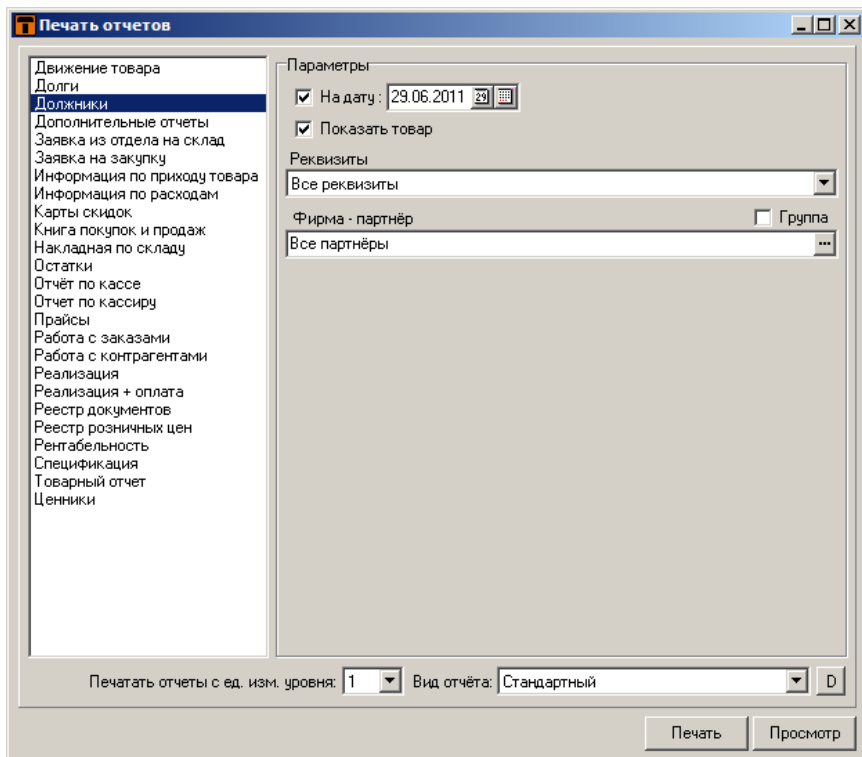 Печать отчетов
Движение товара
Долги
Должники
Дополнительные отчеты
Заявка из отдела на склад
Заявка на закупку
Информация по приходу товара
Информация по расходам
Карты скидок
Книга покупок и продаж
Накладная по складу
Остатки
Отчёт по кассе
Отчет по кассиру
Прайсы
Работа с заказами
Работа с контрагентами
Реализация
Реализация + оплата
Реестр документов
Реестр розничных цен
Рентабельность
Спецификация
Товарный отчет
Ценники
Параметры
На дату : 29.06.2011 29
Показать товар
Реквизиты
Все реквизиты
Фирма - партнёр Группа
Все партнёры ...
Печатать отчеты с ед. изм. уровня: 1 Вид отчёта: Стандартный D
Печать Просмотр